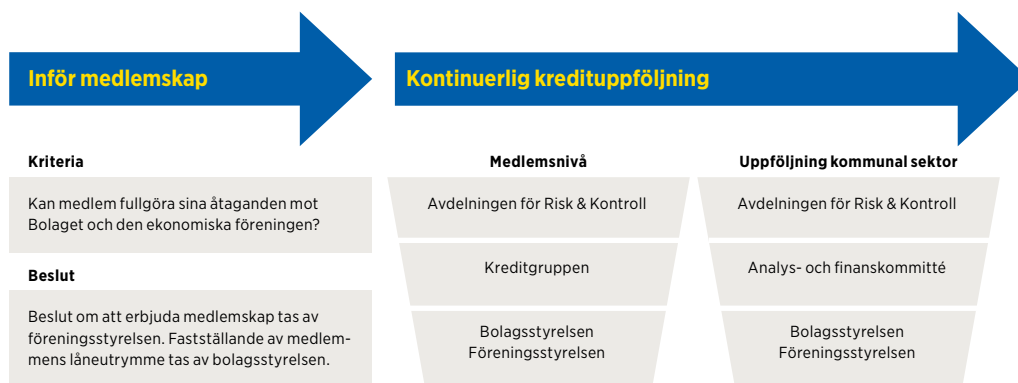 Inför medlemskap
Kriteria
Kan medlem fullgöra sina åtaganden mot
Bolaget och den ekonomiska föreningen?
Beslut
Beslut om att erbjuda medlemskap tas av
föreningsstyrelsen. Fastställande av medlem-
mens låneutrymme tas av bolagsstyrelsen.
Kontinuerlig kredituppföljning
Medlemsnivå
Avdelningen för Risk & Kontroll
Kreditgruppen
Bolagsstyrelsen
Föreningsstyrelsen
Uppföljning kommunal sektor
Avdelningen för Risk & Kontroll
Analys- och finanskommitté
Bolagsstyrelsen
Föreningsstyrelsen